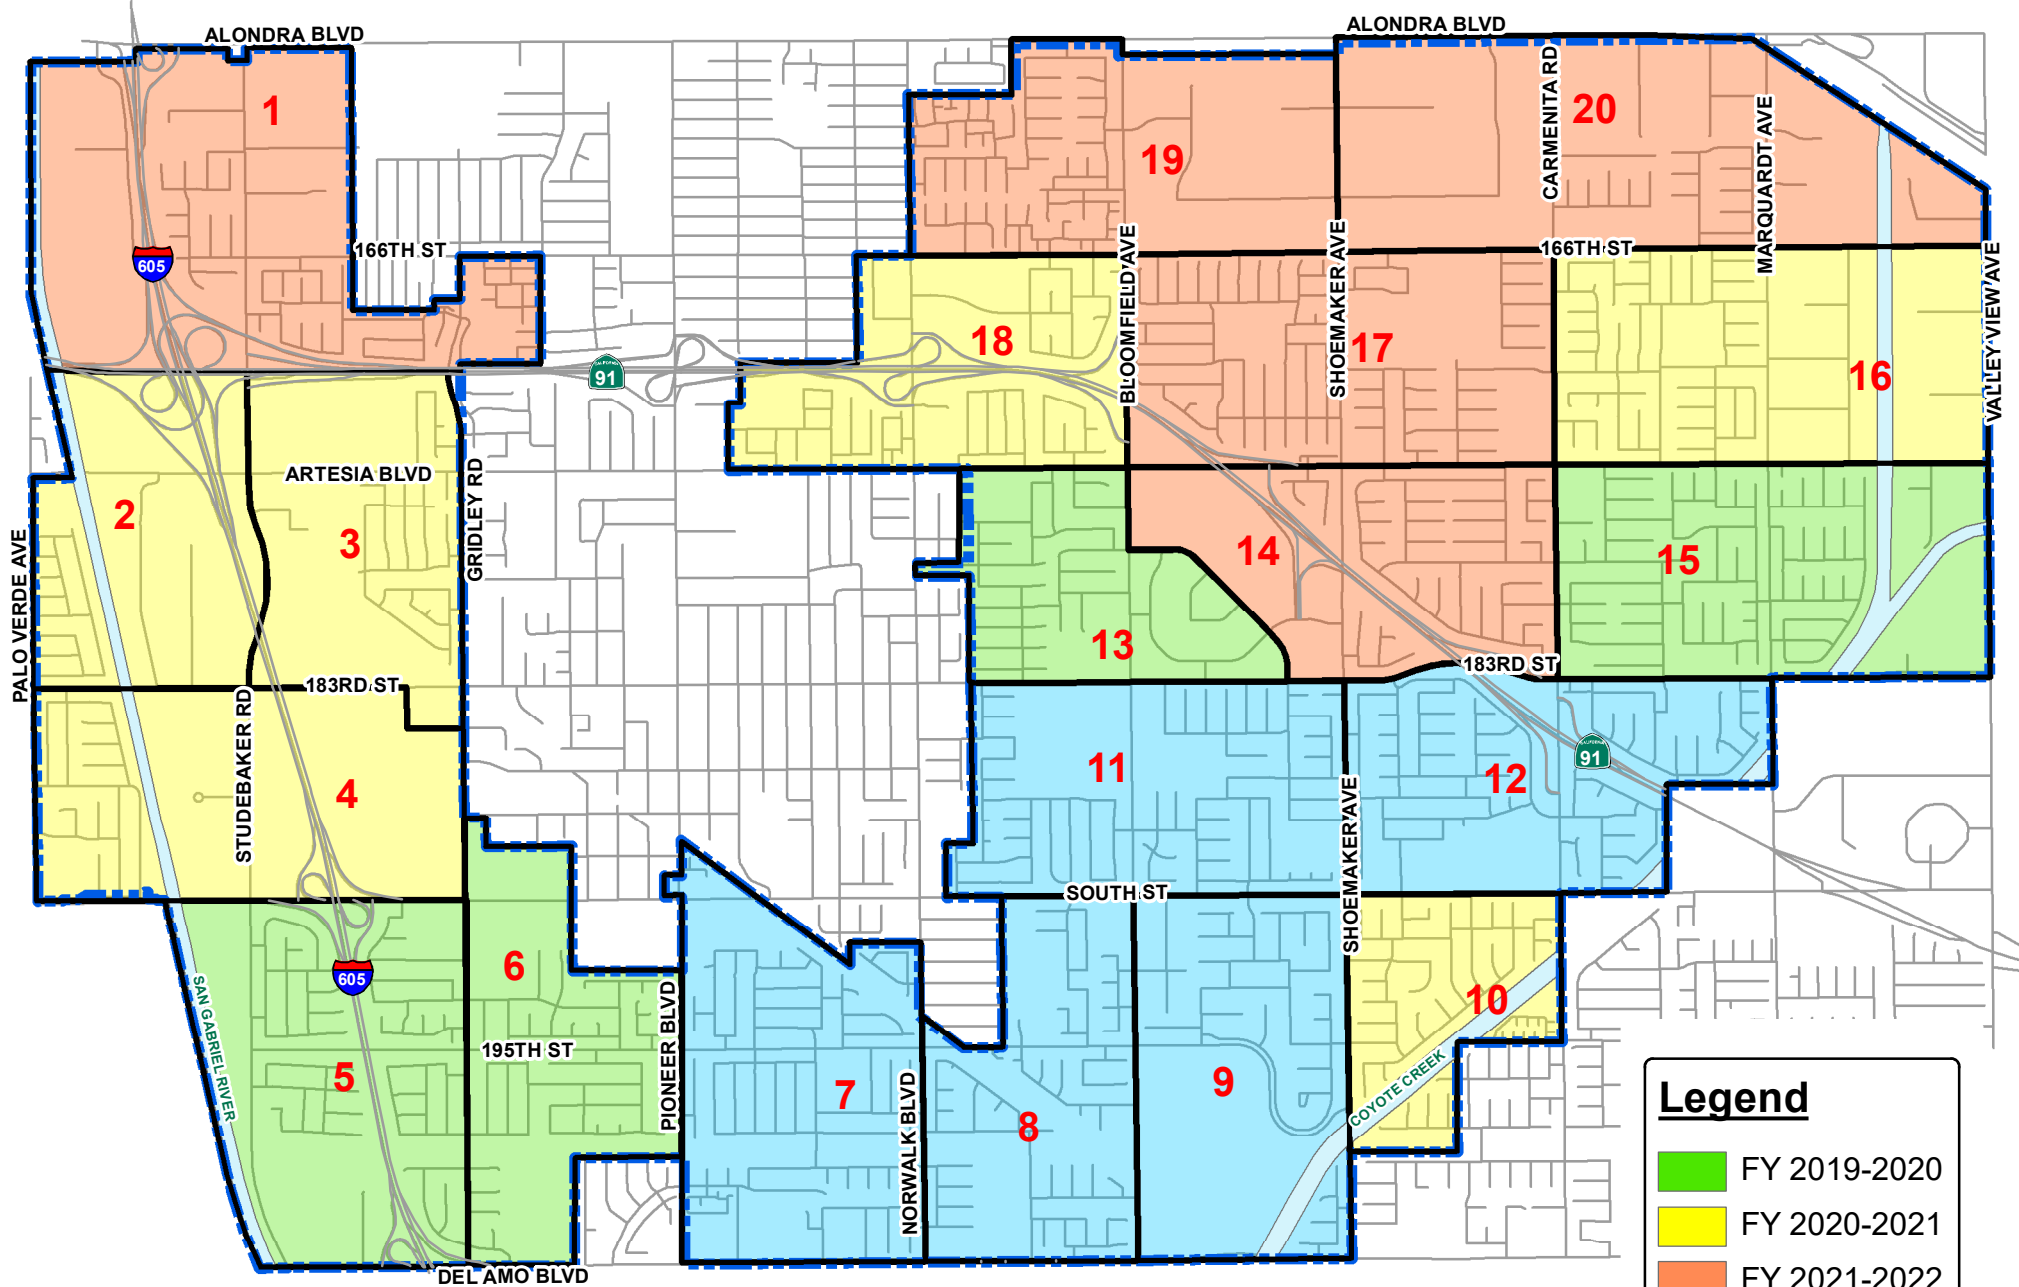 ALONDRA BLVD
ALONDRA BLVD
1
20
19
CARMENITA RD
MARQUARDT AVE
166TH ST
166TH ST
605
BLOOMFIELD AVE
SHOEMAKER AVE
VALLEY VIEW AVE
18
17
16
91
ARTESIA BLVD
GRIDLEY RD
2
3
14
15
PALO VERDE AVE
13
183RD ST
183RD ST
STUDEBAKER RD
4
11
12
91
SHOEMAKER AVE
SOUTH ST
6
605
10
SAN GABRIEL RIVER
PIONEER BLVD
195TH ST
5
7
NORWALK BLVD
8
9
COYOTE CREEK
Legend
FY 2019-2020
FY 2020-2021
FY 2021-2022
DEL AMO BLVD